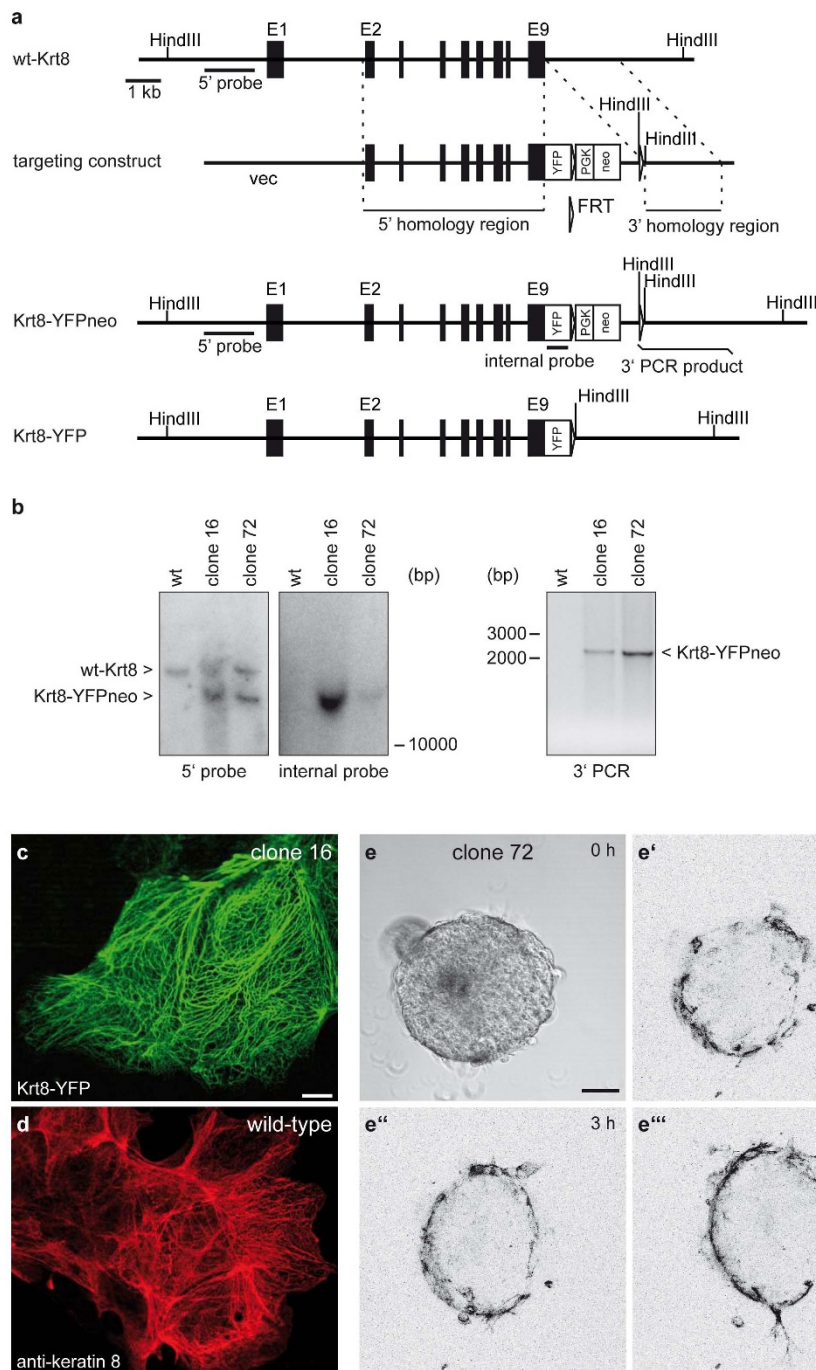 a
E1 E2 E9
HindIII HindIII
wt-Krt8
5' probe
1 kb
HindIII
HindIII
targeting construct
YFP PGK neo
vec
5' homology region
FRT
3' homology region
HindIII
E1 E2 E9
HindIII HindIII HindIII
Krt8-YFPneo
YFP PGK neo
5' probe
internal probe
3' PCR product
HindIII
E1 E2 E9
HindIII HindIII
Krt8-YFP
YFP
b
wt clone 16 clone 72 wt clone 16 clone 72 (bp) (bp) wt clone 16 clone 72
wt-Krt8 >
Krt8-YFPneo >
– 10000
3000 –
2000 –
< Krt8-YFPneo
5' probe internal probe 3' PCR
c clone 16
Krt8-YFP
e clone 72 0 h
e'
d wild-type
anti-keratin 8
e'' 3 h
e'''